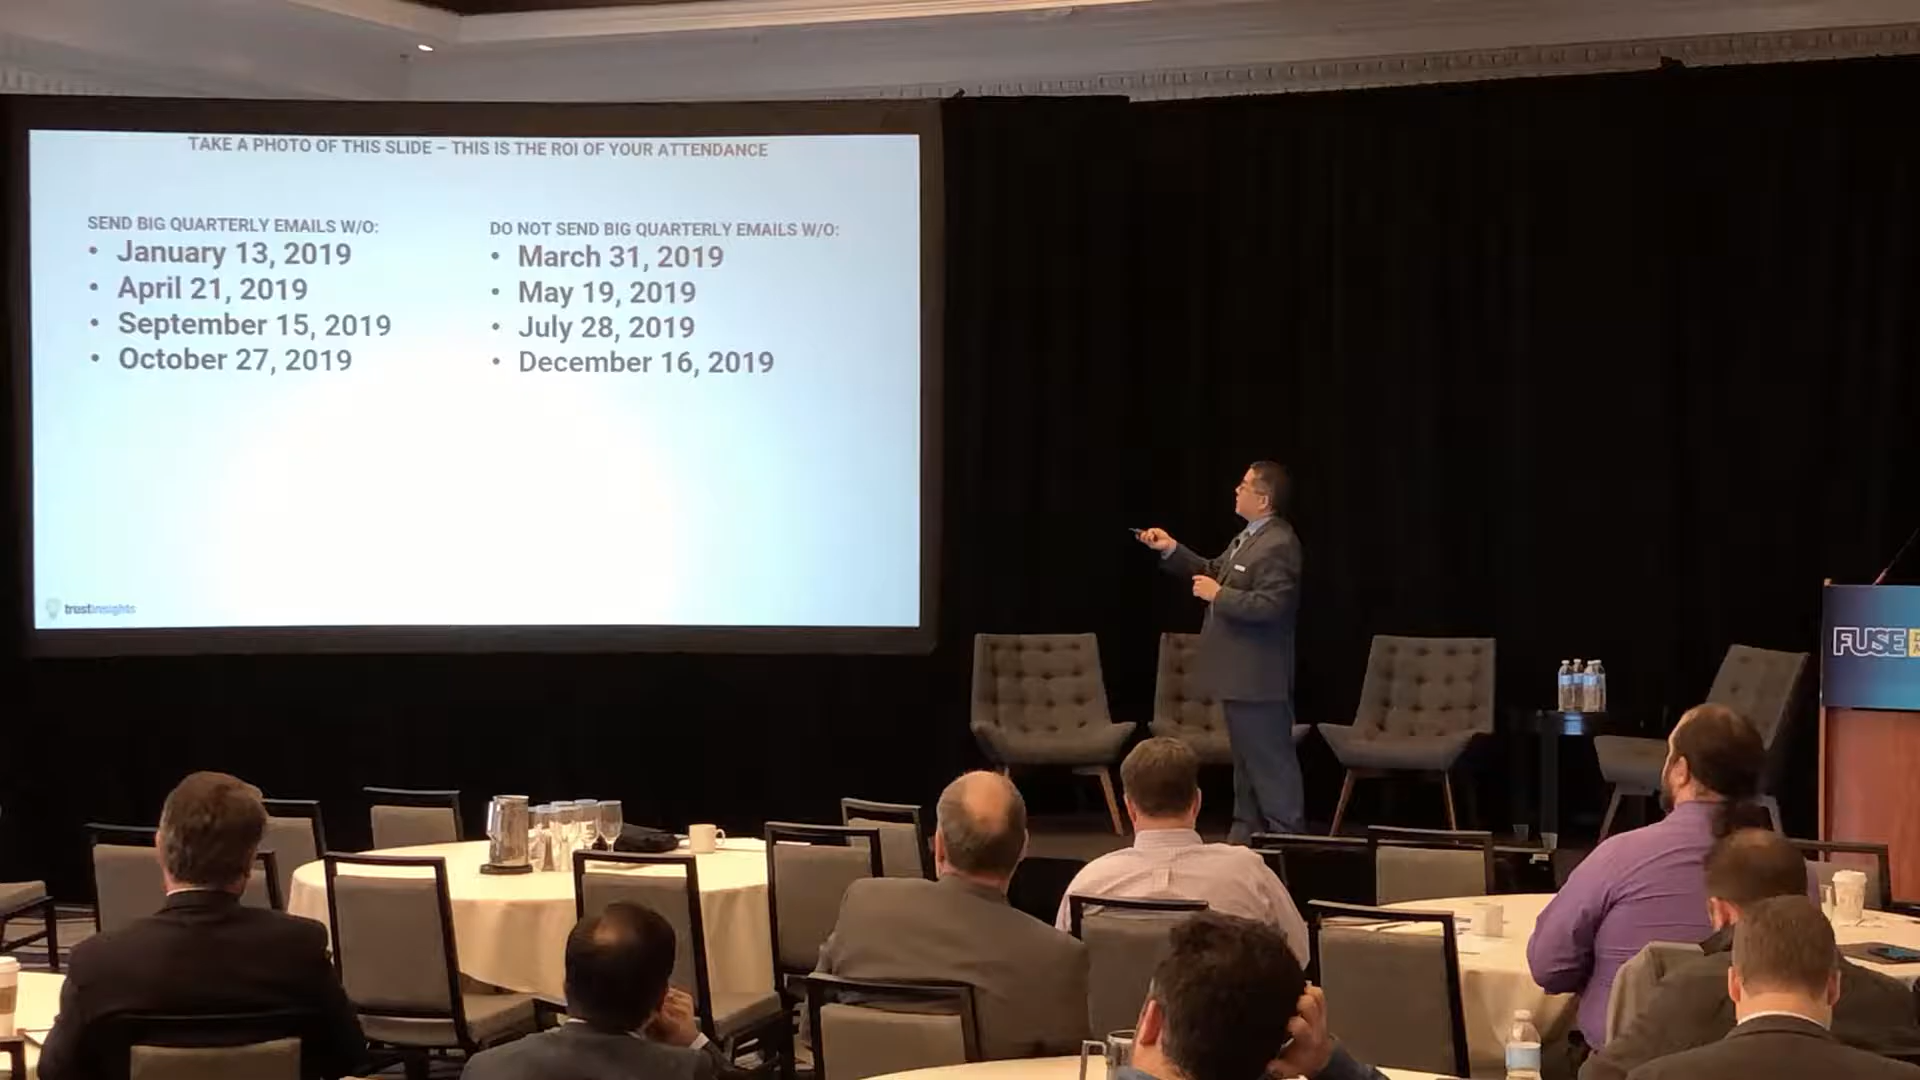 TAKE A PHOTO OF THIS SLIDE – THIS IS THE ROI OF YOUR ATTENDANCE
SEND BIG QUARTERLY EMAILS W/O:
• January 13, 2019
• April 21, 2019
• September 15, 2019
• October 27, 2019
DO NOT SEND BIG QUARTERLY EMAILS W/O:
• March 31, 2019
• May 19, 2019
• July 28, 2019
• December 16, 2019
trustinsights
FUSE